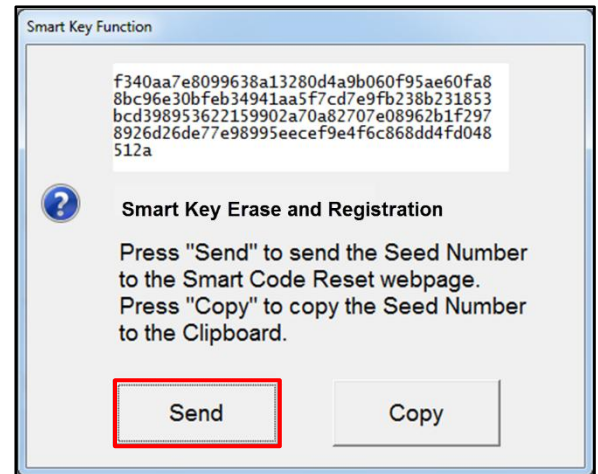 Smart Key Function
f340aa7e8099638a13280d4a9b060f95ae60fa8
8bc96e30bfeb34941aa5f7cd7e9fb238b231853
bcd398953622159902a70a82707e08962b1f297
8926d26de77e98995eecef9e4f6c868dd4fd048
512a
Smart Key Erase and Registration
Press "Send" to send the Seed Number
to the Smart Code Reset webpage.
Press "Copy" to copy the Seed Number
to the Clipboard.
Send
Copy